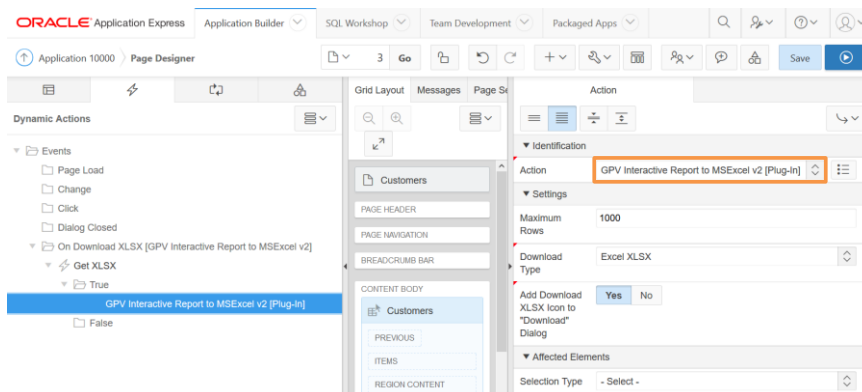 ORACLE Application Express Application Builder SQL Workshop Team Development Packaged Apps
Application 10000 Page Designer 3 Go Save
Grid Layout Messages Page Se Action
Dynamic Actions
Events
Page Load
Change
Click
Dialog Closed
On Download XLSX [GPV Interactive Report to MSExcel v2]
Get XLSX
True
GPV Interactive Report to MSExcel v2 [Plug-In]
False
Customers
PAGE HEADER
PAGE NAVIGATION
BREADCRUMB BAR
CONTENT BODY
Customers
PREVIOUS
ITEMS
REGION CONTENT
Identification
Action GPV Interactive Report to MSExcel v2 [Plug-In]
Settings
Maximum
Rows
1000
Download
Type
Excel XLSX
Add Download
XLSX Icon to
"Download"
Dialog
Yes No
Affected Elements
Selection Type - Select -